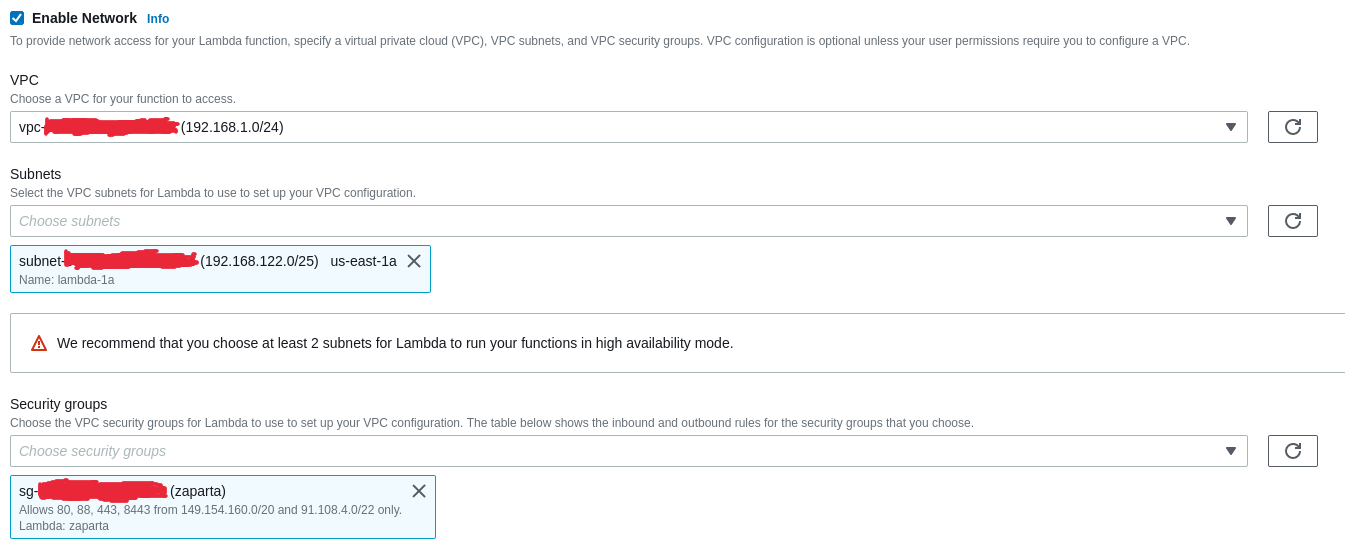 Enable Network Info
To provide network access for your Lambda function, specify a virtual private cloud (VPC), VPC subnets, and VPC security groups. VPC configuration is optional unless your user permissions require you to configure a VPC.
VPC
Choose a VPC for your function to access.
vpc- (192.168.1.0/24)
Subnets
Select the VPC subnets for Lambda to use to set up your VPC configuration.
Choose subnets
subnet- (192.168.122.0/25) us-east-1a
Name: lambda-1a
We recommend that you choose at least 2 subnets for Lambda to run your functions in high availability mode.
Security groups
Choose the VPC security groups for Lambda to use to set up your VPC configuration. The table below shows the inbound and outbound rules for the security groups that you choose.
Choose security groups
sg- (zaparta)
Allows 80, 88, 443, 8443 from 149.154.160.0/20 and 91.108.4.0/22 only.
Lambda: zaparta